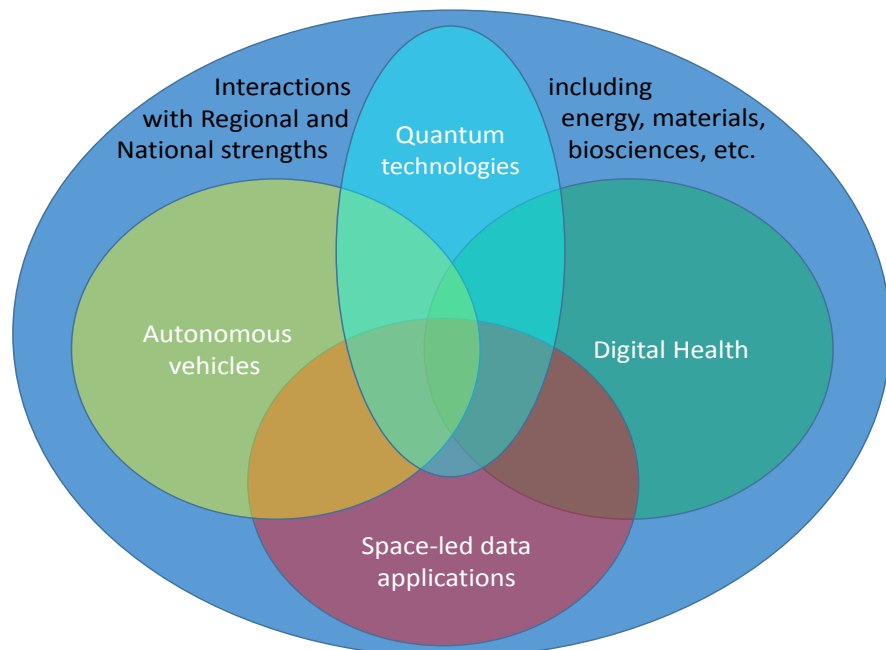 Interactions
with Regional and
National strengths
including
energy, materials,
biosciences, etc.
Quantum
technologies
Autonomous
vehicles
Digital Health
Space-led data
applications